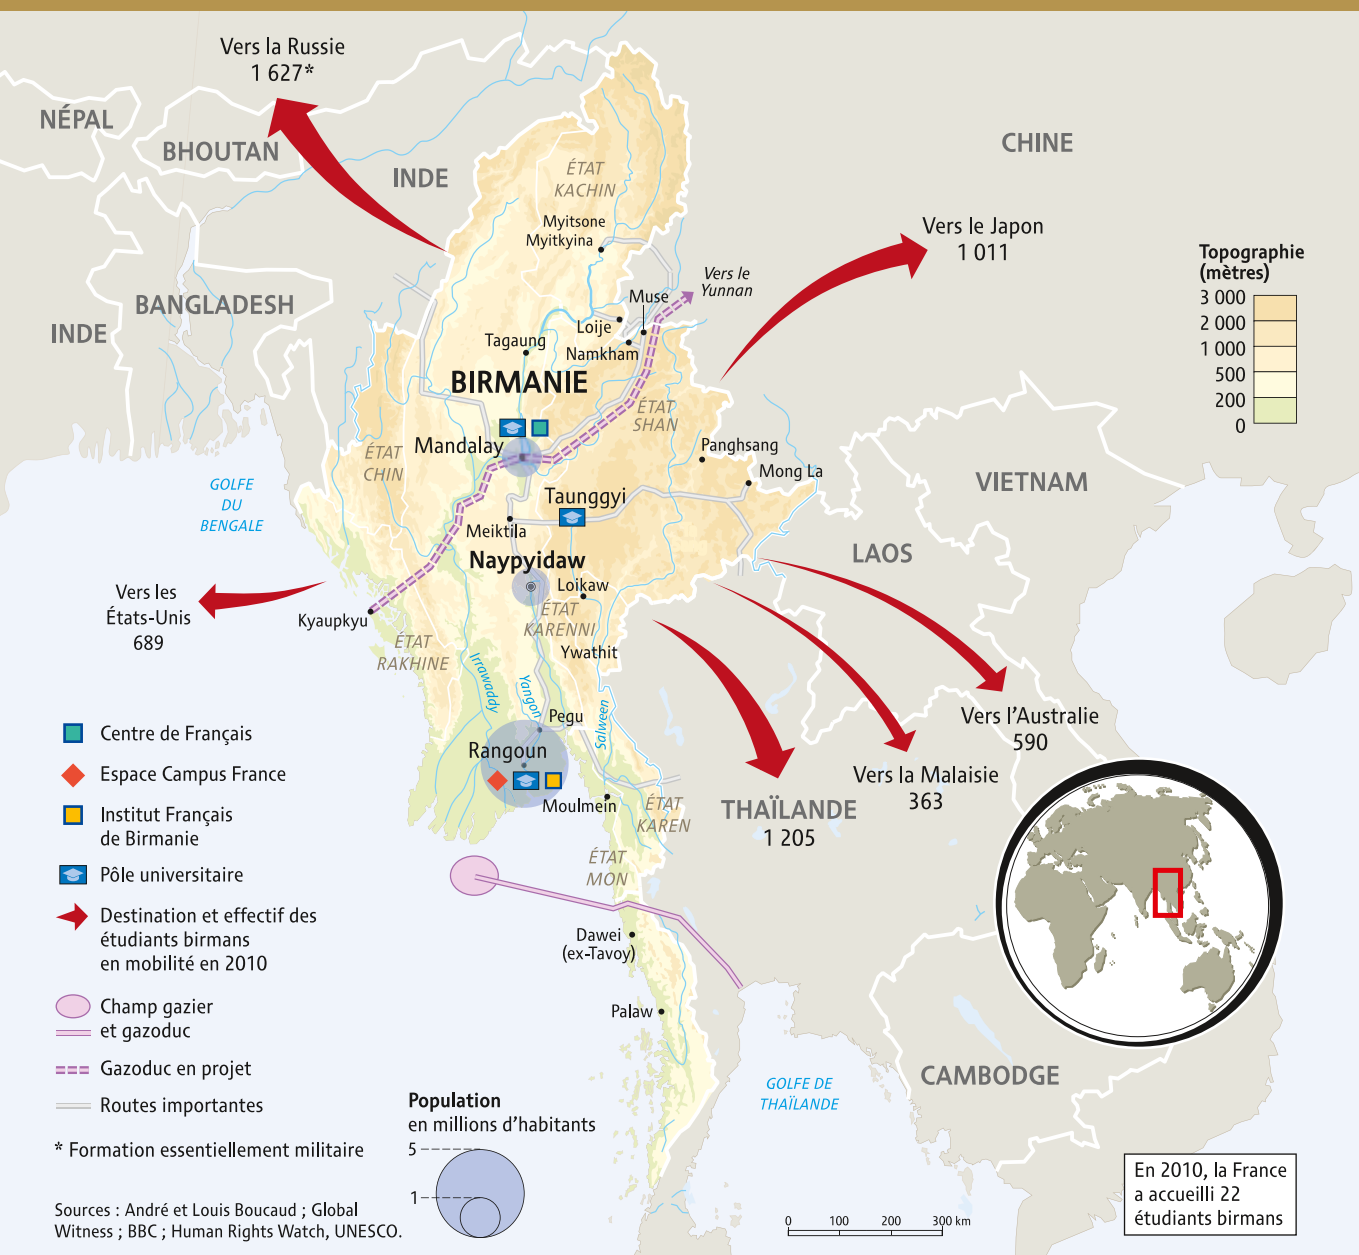 Vers la Russie
1 627*
NÉPAL
BHOUTAN
INDE
CHINE
ÉTAT
KACHIN
Myitsone
Myitkyina
Vers le Japon
1 011
Vers le
Yunnan
Topographie
(mètres)
3 000
2 000
1 000
500
200
0
BANGLADESH
INDE
Muse
Loije
Namkham
Tagaung
BIRMANIE
ÉTAT
SHAN
Mandalay
ÉTAT
CHIN
Panghsang
Mong La
VIETNAM
GOLFE
DU
BENGALE
Taunggyi
Meiktila
LAOS
Naypyidaw
Loikaw
Vers les
États-Unis
689
Kyaupkyu
ÉTAT
KARENNI
ÉTAT
RAKHINE
Ywathit
Irrawaddy
Yangon
Salween
Pegu
Rangoun
Moulmein
ÉTAT
KAREN
ÉTAT
MON
Vers l'Australie
590
Vers la Malaisie
363
THAÏLANDE
1 205
Dawei
(ex-Tavoy)
Palaw
GOLFE DE
THAÏLANDE
CAMBODGE
Centre de Français
Espace Campus France
Institut Français
de Birmanie
Pôle universitaire
Destination et effectif des
étudiants birmans
en mobilité en 2010
Champ gazier
et gazoduc
Gazoduc en projet
Routes importantes
* Formation essentiellement militaire
Sources : André et Louis Boucaud ; Global
Witness ; BBC ; Human Rights Watch, UNESCO.
Population
en millions d'habitants
5
1
0 100 200 300 km
En 2010, la France
a accueilli 22
étudiants birmans